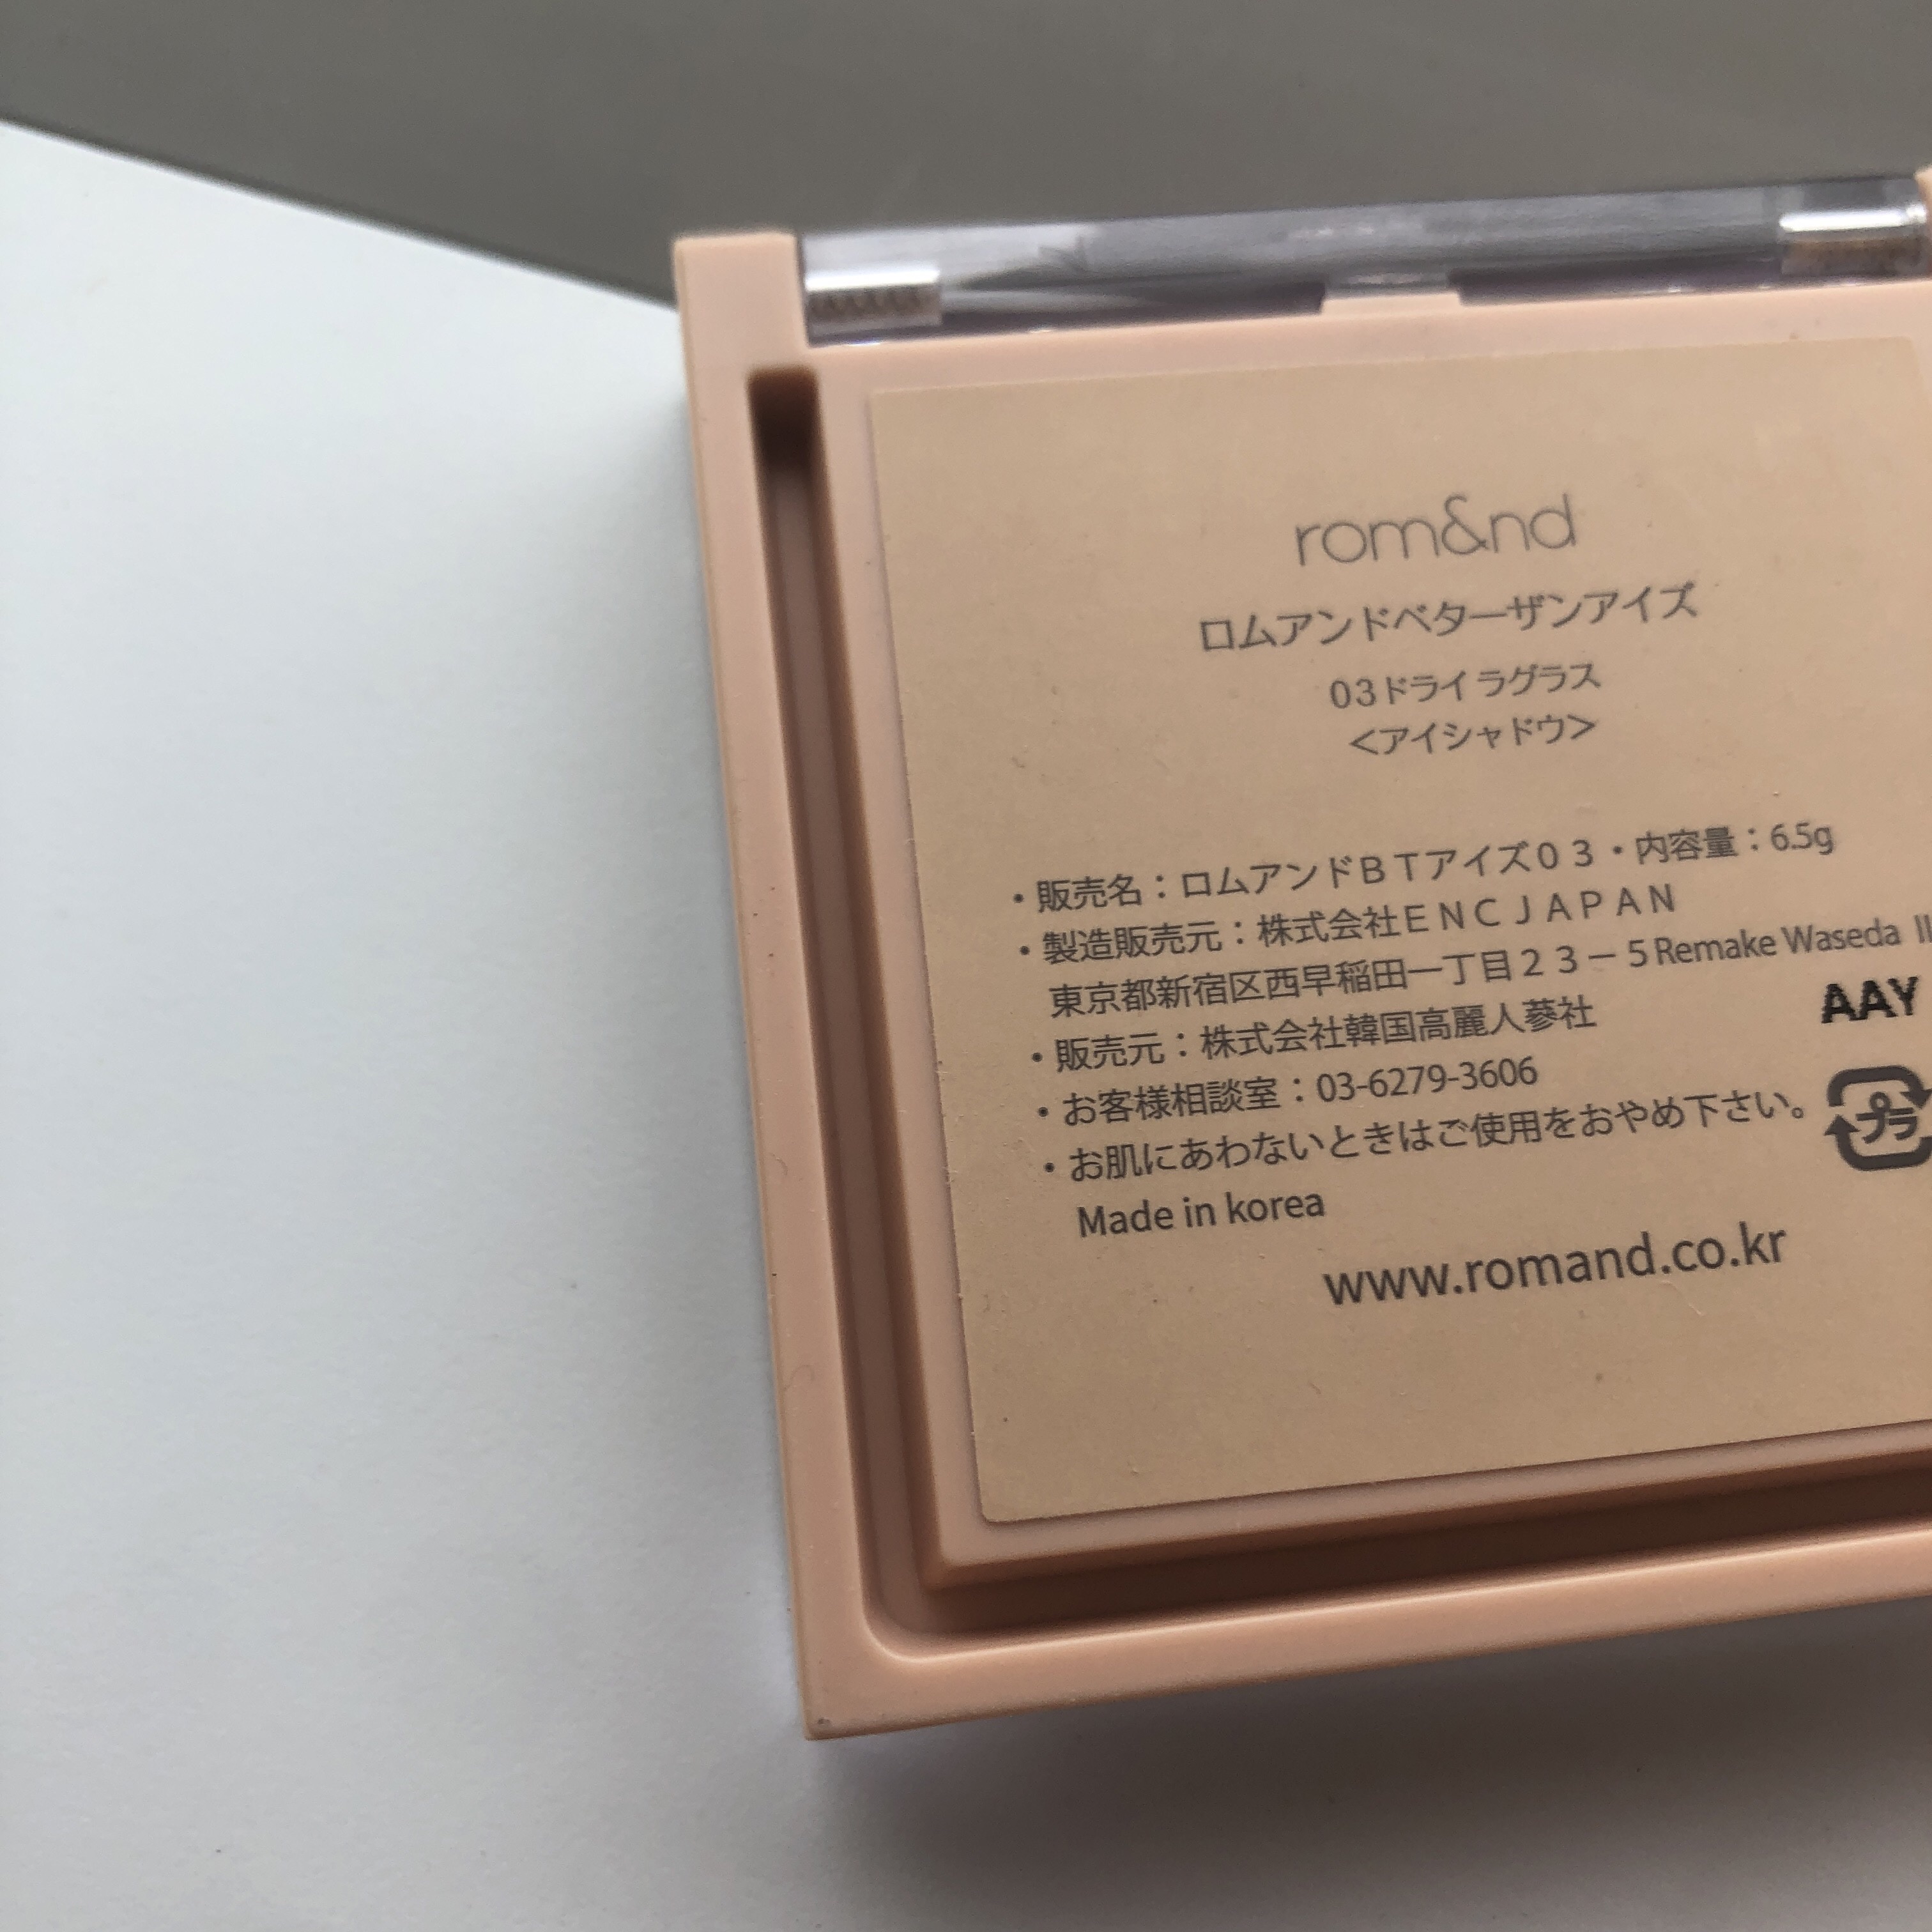 rom&nd
ロムアンドベターザンアイズ
03ドライラグラス
<アイシャドウ>
・販売名：ロムアンドＢＴアイズ０３・内容量：6.5g
・製造販売元：株式会社ＥＮＣＪＡＰＡＮ
東京都新宿区西早稲田一丁目２３－５Remake Waseda
・販売元：株式会社韓国高麗人蔘社
AAY
・お客様相談室：03-6279-3606
・お肌にあわないときはご使用をおやめ下さい。
プラ
Made in korea
www.romand.co.kr